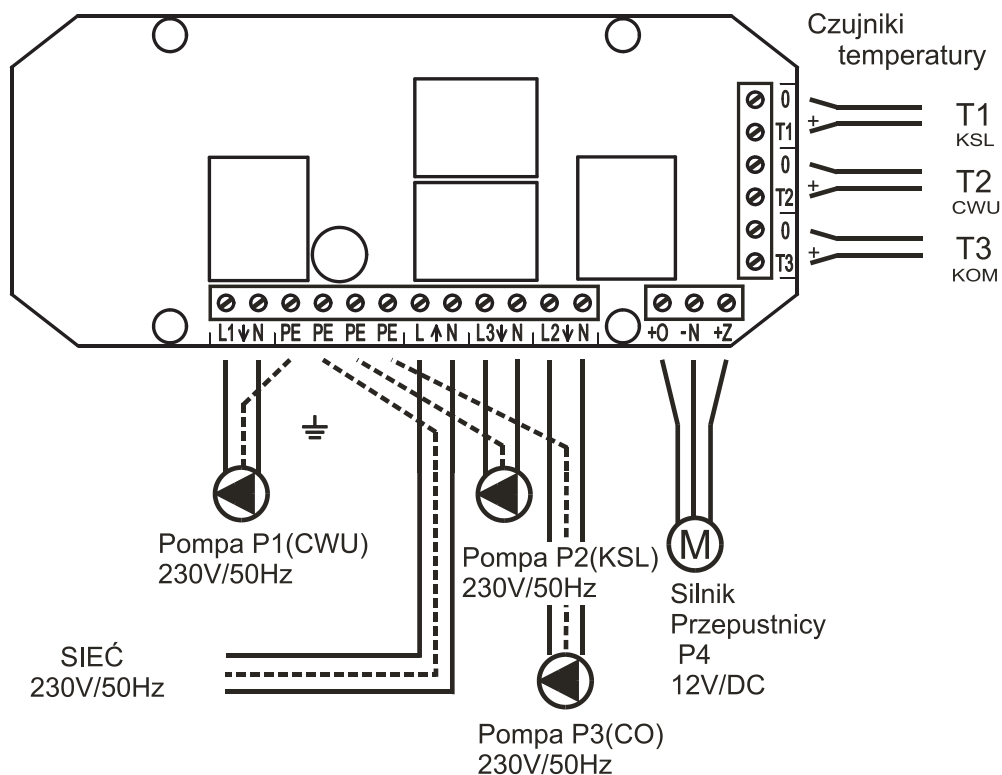 Czujniki
temperatury
0
T1
0
T2
0
T3
+
+
+
T1
KSL
T2
CWU
T3
KOM
L1 ↓ N PE PE PE PE L ↑ N L3 ↓ N L2 ↓ N
+O -N +Z
Pompa P1(CWU)
230V/50Hz
Pompa P2(KSL)
230V/50Hz
M
Silnik
Przepustnicy
P4
12V/DC
SIEĆ
230V/50Hz
Pompa P3(CO)
230V/50Hz